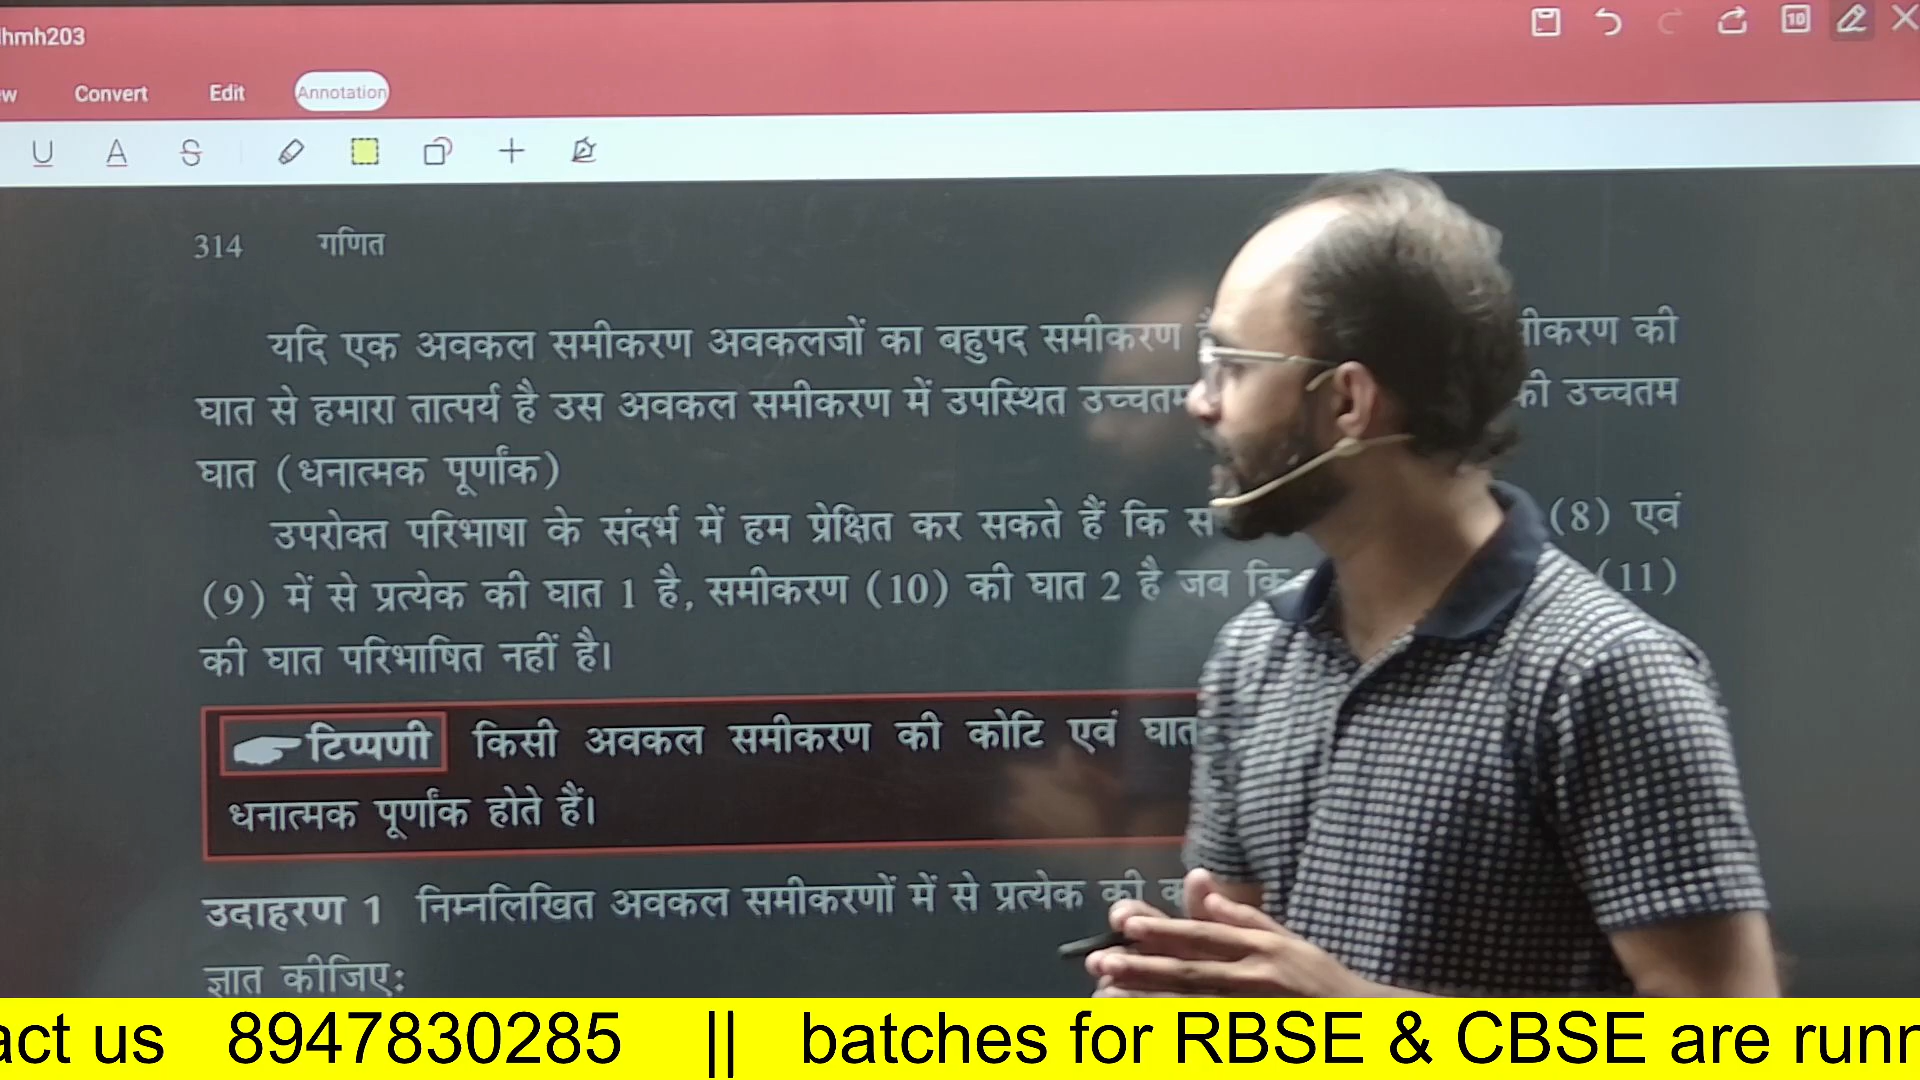 hmh203
Convert Edit Annotation
U A S
10
314 गणित
यदि एक अवकल समीकरण अवकलजों का बहुपद समीकरण की
घात से हमारा तात्पर्य है उस अवकल समीकरण में उपस्थित उच्चतम की उच्चतम
घात (धनात्मक पूर्णांक)
उपरोक्त परिभाषा के संदर्भ में हम प्रेक्षित कर सकते हैं कि (8) एवं
(9) में से प्रत्येक की घात 1 है, समीकरण (10) की घात 2 है जब कि (11)
की घात परिभाषित नहीं है।
टिप्पणी किसी अवकल समीकरण की कोटि एवं घात
धनात्मक पूर्णांक होते हैं।
उदाहरण 1 निम्नलिखित अवकल समीकरणों में से प्रत्येक की
ज्ञात कीजिए:
act us 8947830285 || batches for RBSE & CBSE are runn